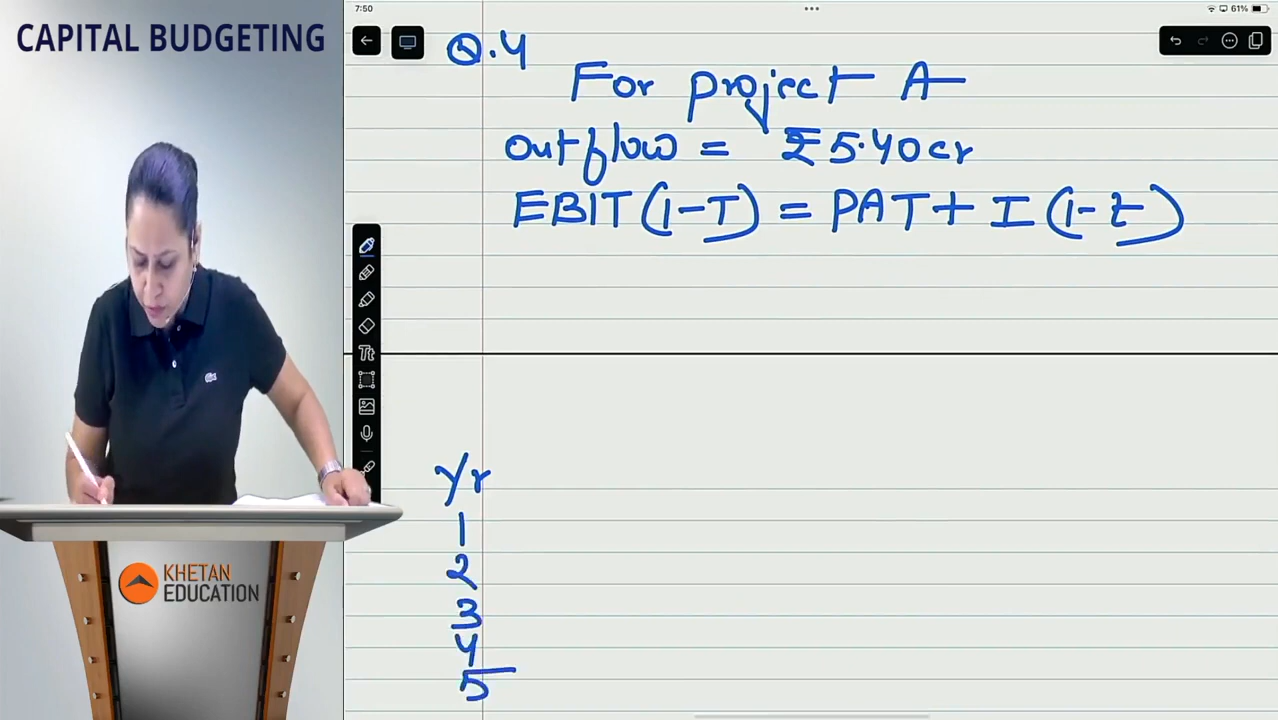 7:50
61%
CAPITAL BUDGETING
Q.4
For project A
outflow = ₹5.40cr
EBIT(1-T) = PAT + I(1-t)
Tt
Yr
1
2
3
4
5
KHETAN
EDUCATION